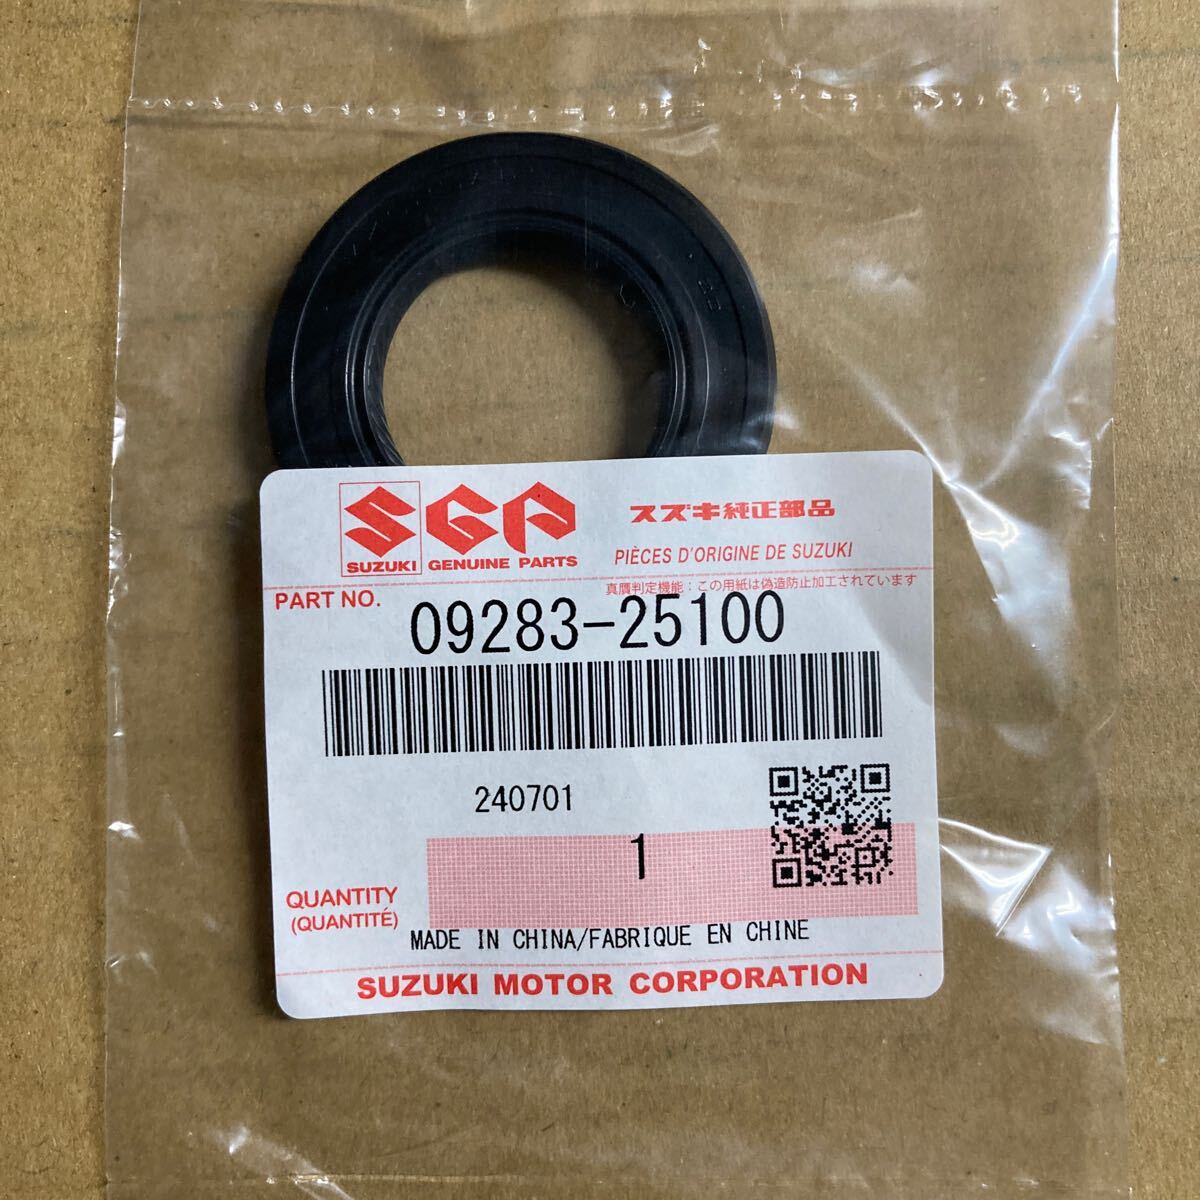 SGP
SUZUKI GENUINE PARTS
スズキ純正部品
PIÈCES D'ORIGINE DE SUZUKI
真贋判定機能：この用紙は偽造防止加工されています
PART NO.
09283-25100
240701
1
QUANTITY
(QUANTITÉ)
MADE IN CHINA/FABRIQUE EN CHINE
SUZUKI MOTOR CORPORATION